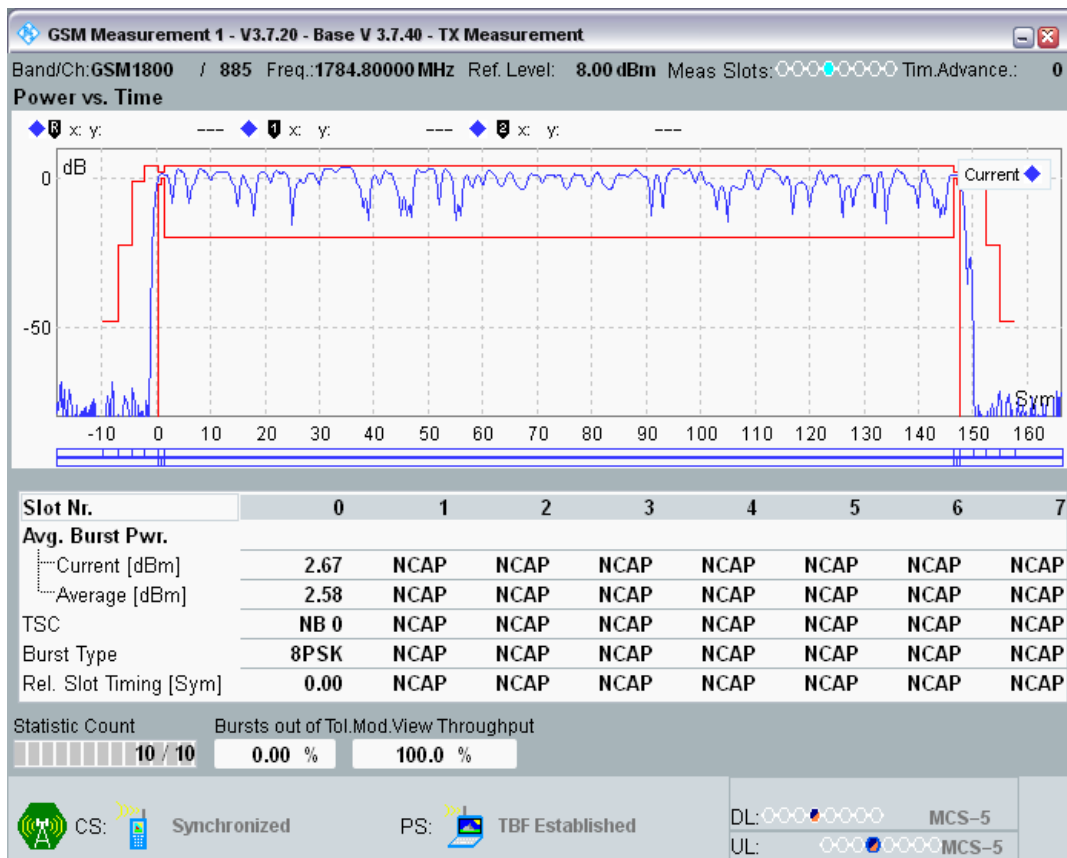 GSM Measurement 1 - V3.7.20 - Base V 3.7.40 - TX Measurement
Band/Ch:GSM1800 / 885 Freq.:1784.80000 MHz Ref. Level: 8.00 dBm Meas Slots: Tim.Advance.: 0
Power vs. Time
R x: y: --- 1 x: y: --- 2 x: y: ---
dB
0
Current
-50
Sym
-10 0 10 20 30 40 50 60 70 80 90 100 110 120 130 140 150 160
Slot Nr. 0 1 2 3 4 5 6 7
Avg. Burst Pwr.
Current [dBm] 2.67 NCAP NCAP NCAP NCAP NCAP NCAP NCAP
Average [dBm] 2.58 NCAP NCAP NCAP NCAP NCAP NCAP NCAP
TSC NB 0 NCAP NCAP NCAP NCAP NCAP NCAP NCAP
Burst Type 8PSK NCAP NCAP NCAP NCAP NCAP NCAP NCAP
Rel. Slot Timing [Sym] 0.00 NCAP NCAP NCAP NCAP NCAP NCAP NCAP
Statistic Count Bursts out of Tol.Mod.View Throughput
10 / 10 0.00 % 100.0 %
CS: Synchronized PS: TBF Established
DL: MCS-5
UL: MCS-5